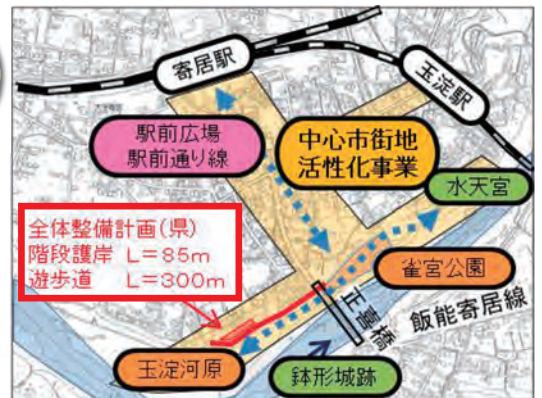 寄居駅
玉淀駅
駅前広場
駅前通り線
中心市街地
活性化事業
水天宮
全体整備計画(県)
階段護岸 L=85m
遊歩道 L=300m
雀宮公園
正喜橋
飯能寄居線
玉淀河原
鉢形城跡